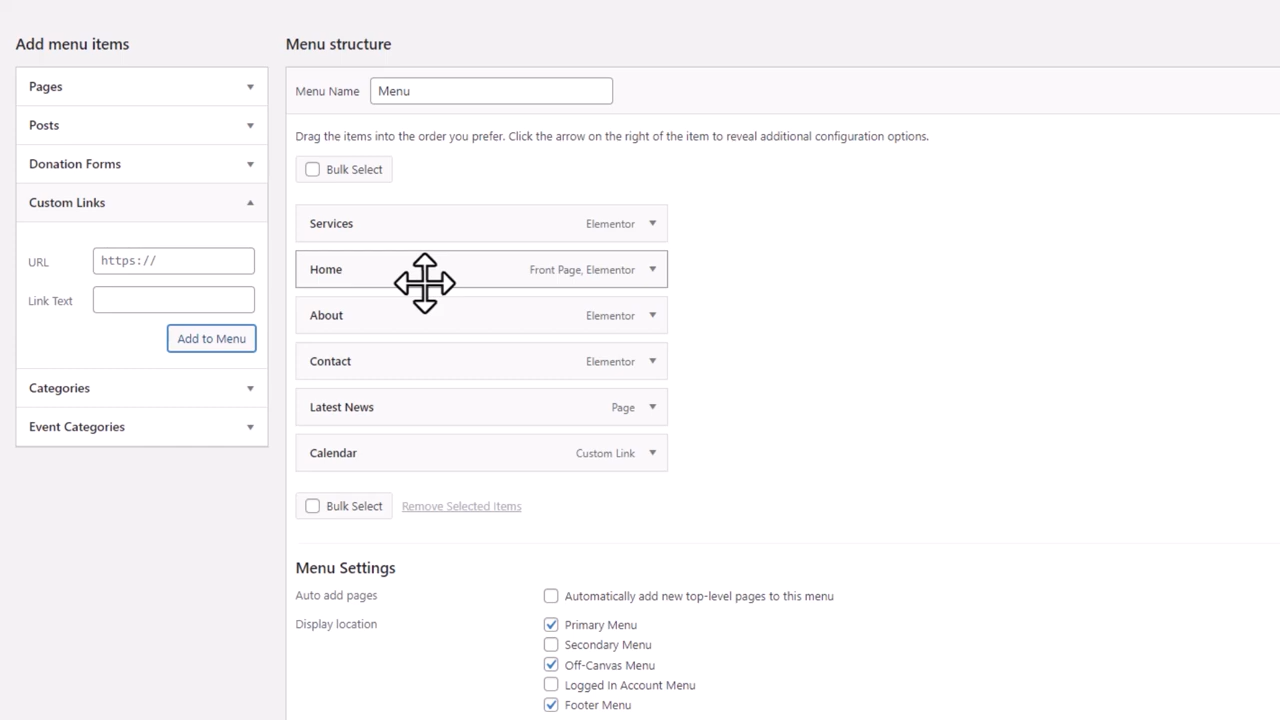 Add menu items
Pages
Posts
Donation Forms
Custom Links
URL https://
Link Text
Add to Menu
Categories
Event Categories
Menu structure
Menu Name Menu
Drag the items into the order you prefer. Click the arrow on the right of the item to reveal additional configuration options.
Bulk Select
Services Elementor
Home Front Page, Elementor
About Elementor
Contact Elementor
Latest News Page
Calendar Custom Link
Bulk Select Remove Selected Items
Menu Settings
Auto add pages Automatically add new top-level pages to this menu
Display location Primary Menu
Secondary Menu
Off-Canvas Menu
Logged In Account Menu
Footer Menu